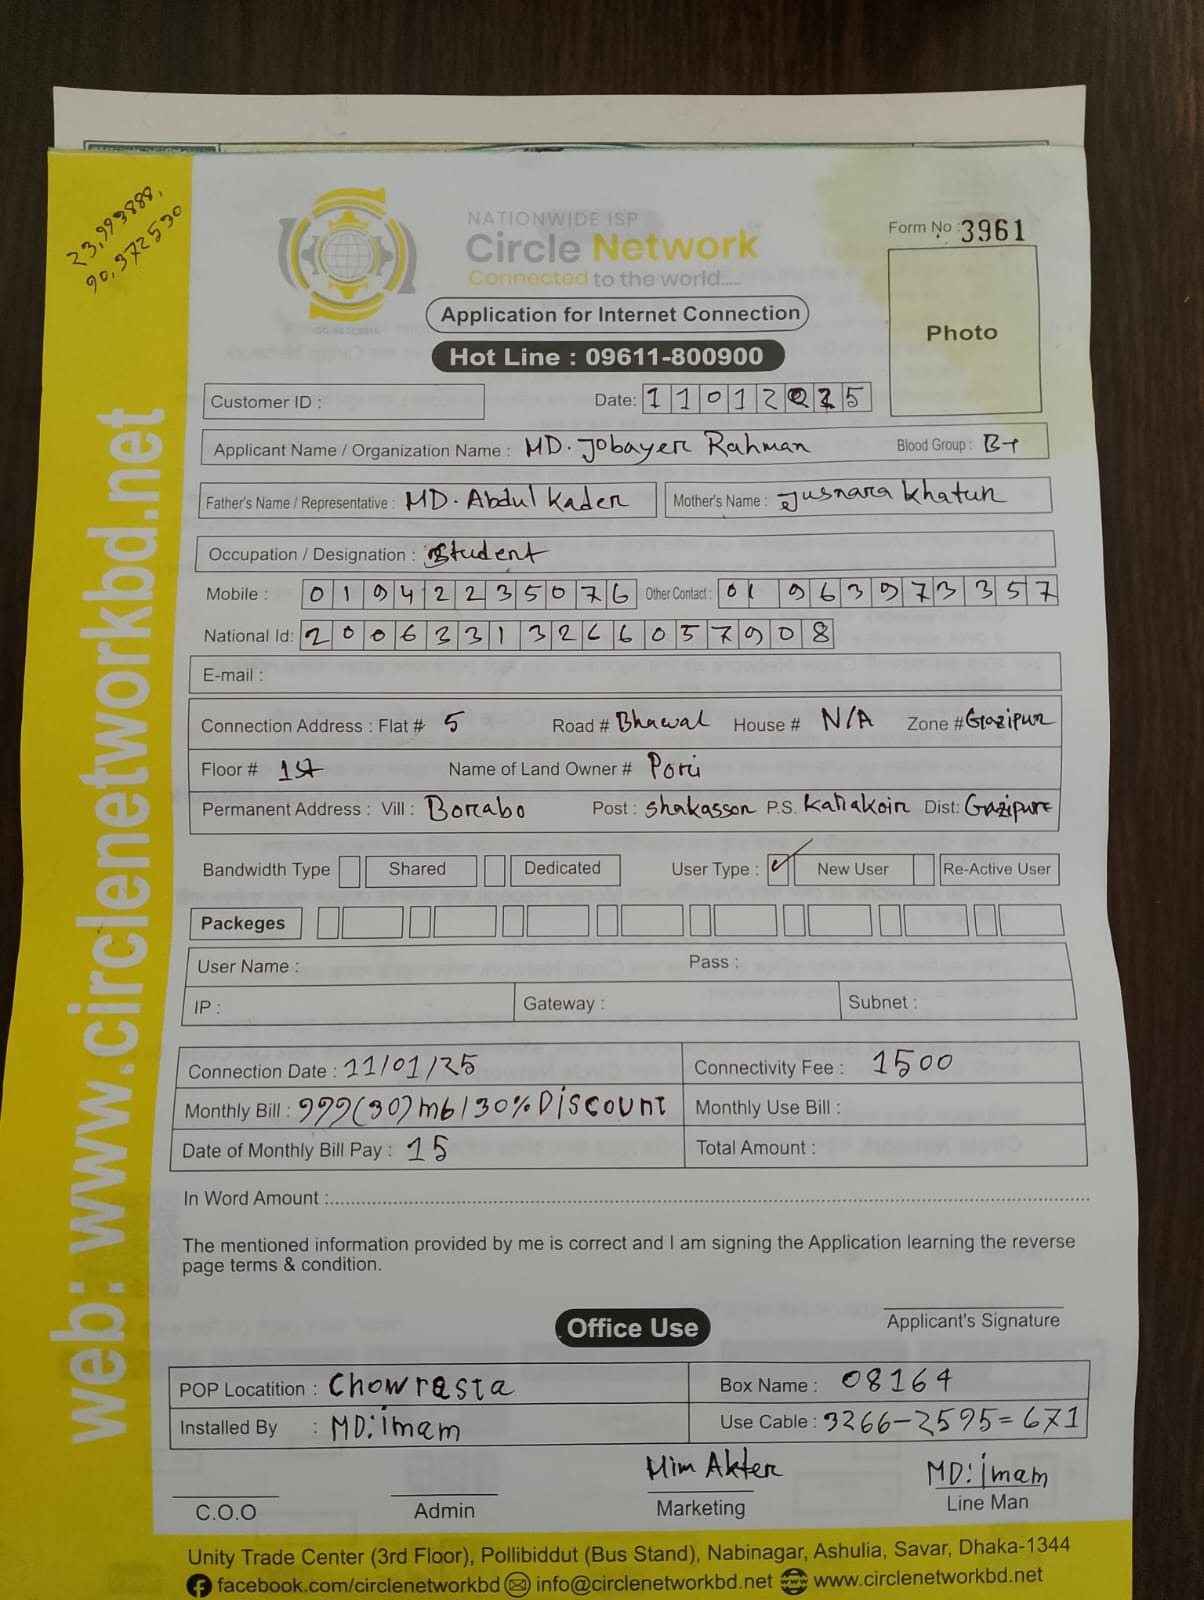 23.993888,
90.372530
NATIONWIDE ISP
Circle Network
Connected to the world.....
Form No : 3961
Application for Internet Connection
Hot Line : 09611-800900
Photo
Customer ID :
Date: 11012025
Applicant Name / Organization Name : MD. Jobayer Rahman Blood Group : B+
Father's Name / Representative : MD. Abdul Kader Mother's Name : Jusnara Khatun
Occupation / Designation : Student
Mobile : 01942235076 Other Contact : 01963973357
National Id: 20063313266057908
E-mail :
Connection Address : Flat # 5 Road # Bhawal House # N/A Zone # Gazipur
Floor # 1st Name of Land Owner # Pori
Permanent Address : Vill : Borabo Post : Shakassor P.S. Kaliakoir Dist: Gazipur
Bandwidth Type Shared Dedicated User Type : ✓ New User Re-Active User
Packeges
User Name : Pass :
IP : Gateway : Subnet :
Connection Date : 11/01/25 Connectivity Fee : 1500
Monthly Bill : 999(30)mb/30% Discount Monthly Use Bill :
Date of Monthly Bill Pay : 15 Total Amount :
In Word Amount :
The mentioned information provided by me is correct and I am signing the Application learning the reverse
page terms & condition.
Applicant's Signature
Office Use
POP Locatition : Chowrasta Box Name : 08164
Installed By : MD: imam Use Cable : 3266-2595=671
Mim Akter MD: imam
C.O.O Admin Marketing Line Man
Unity Trade Center (3rd Floor), Pollibiddut (Bus Stand), Nabinagar, Ashulia, Savar, Dhaka-1344
facebook.com/circlenetworkbd info@circlenetworkbd.net www.circlenetworkbd.net
web: www.circlenetworkbd.net